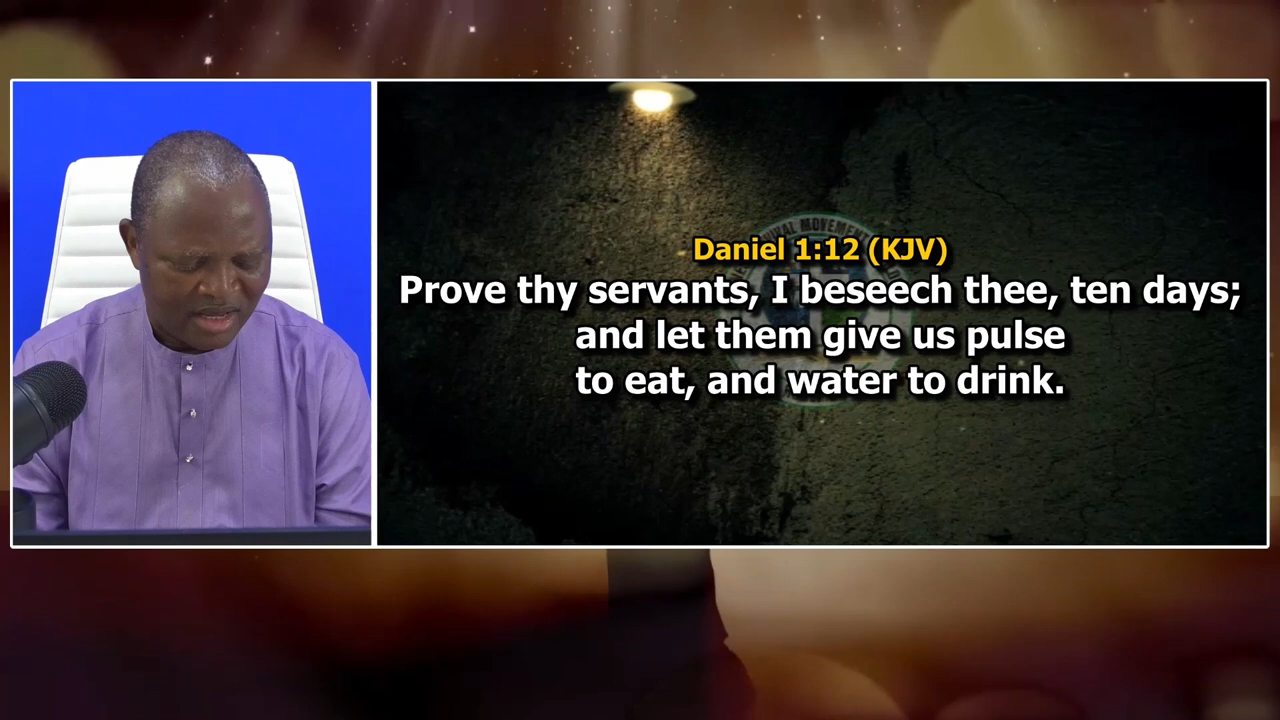 Daniel 1:12 (KJV)
Prove thy servants, I beseech thee, ten days;
and let them give us pulse
to eat, and water to drink.